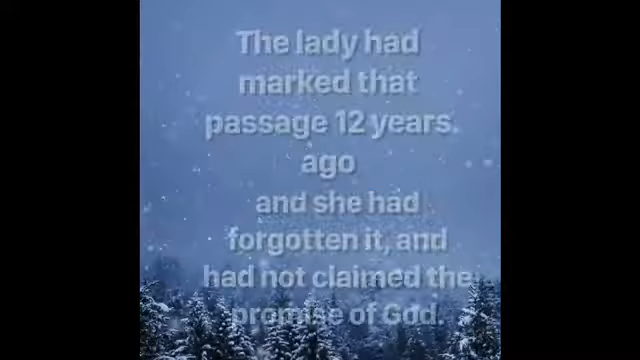 The lady had
marked that
passage 12 years
ago
and she had
forgotten it, and
had not claimed the
promise of God.